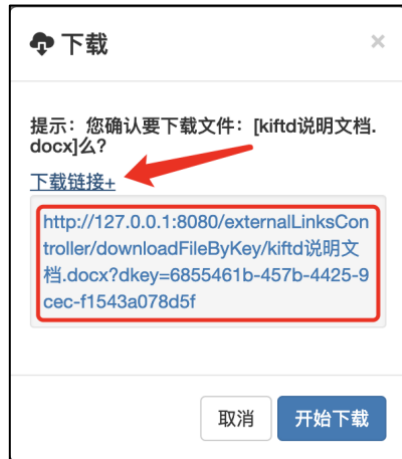 下载
×
提示：您确认要下载文件：[kiftd说明文档.
docx]么？
下载链接+
http://127.0.0.1:8080/externalLinksCon
troller/downloadFileByKey/kiftd说明文
档.docx?dkey=6855461b-457b-4425-9
cec-f1543a078d5f
取消
开始下载